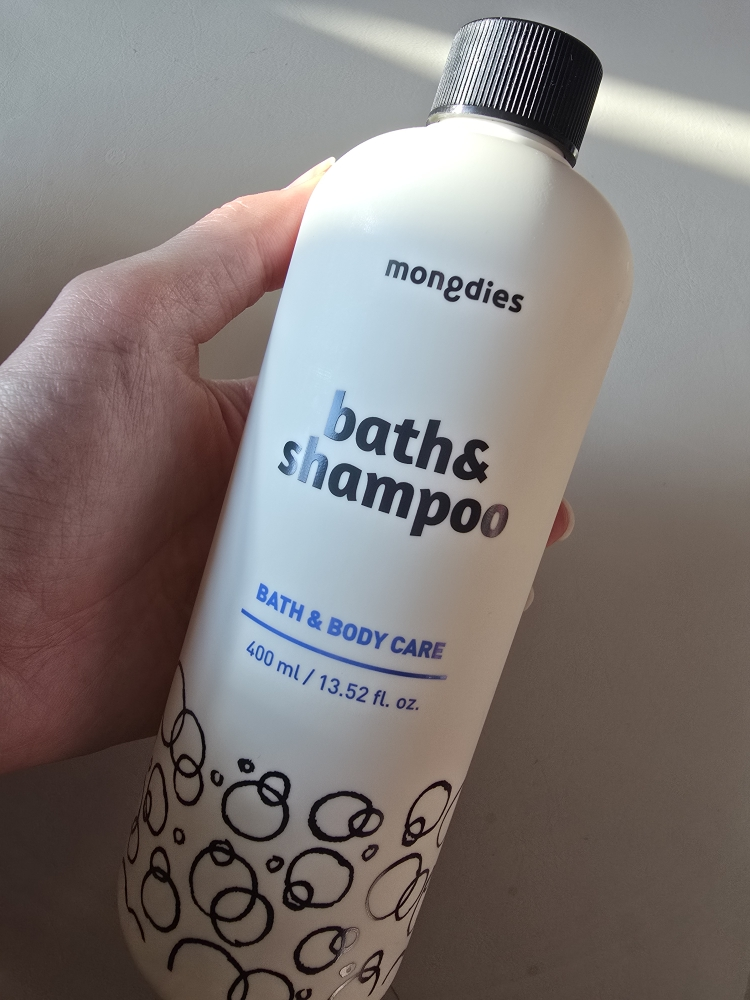 mongdies
bath&
shampoo
BATH & BODY CARE
400 ml / 13.52 fl. oz.